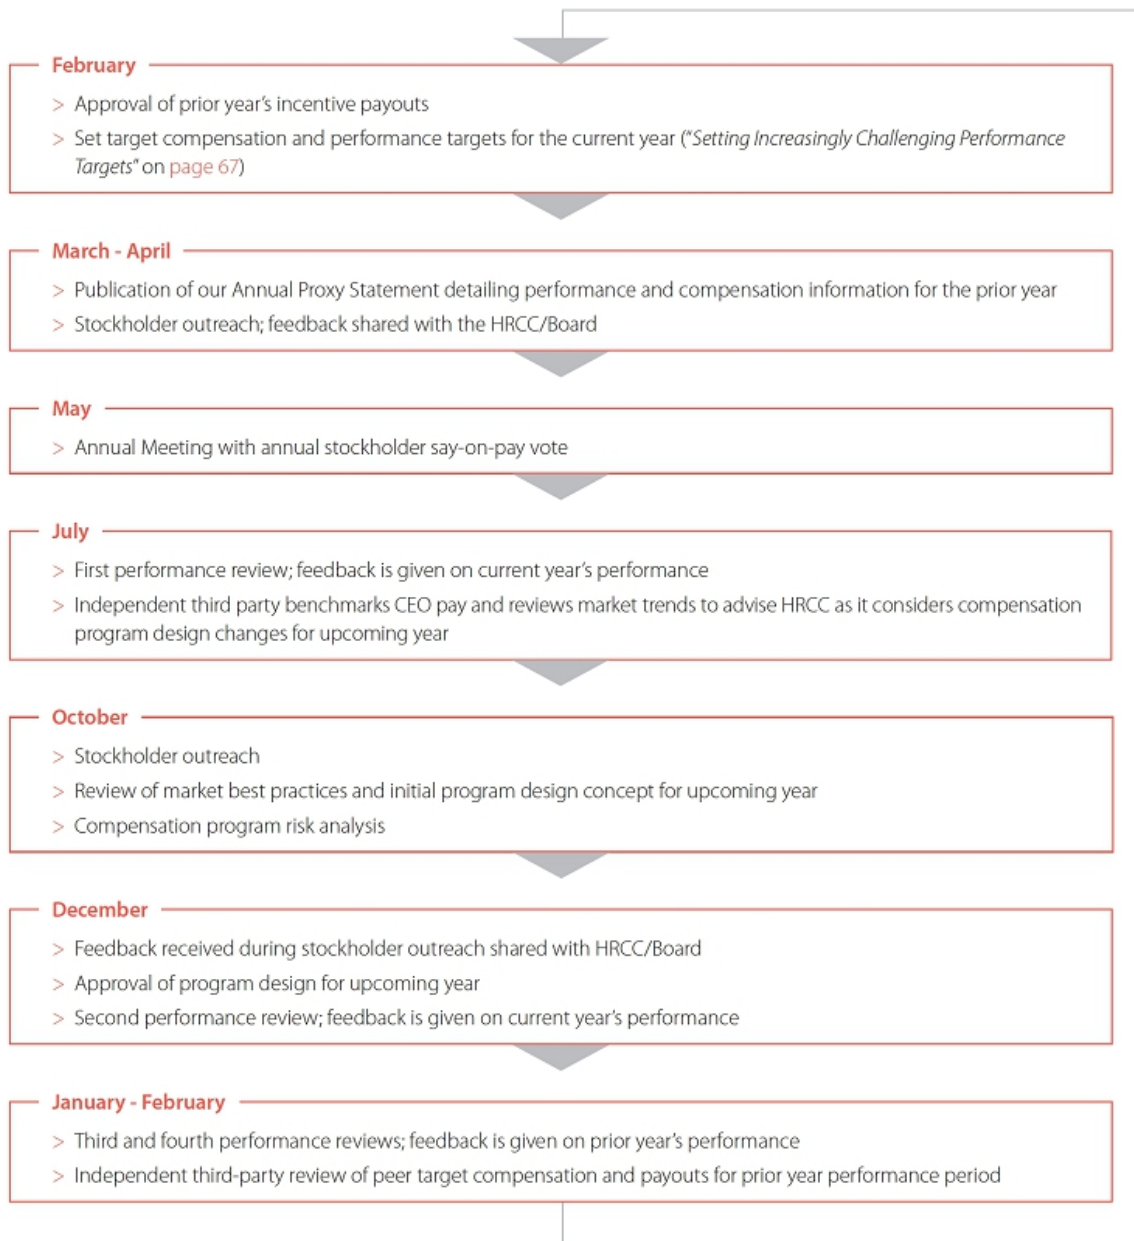 February
> Approval of prior year's incentive payouts
> Set target compensation and performance targets for the current year ("Setting Increasingly Challenging Performance
Targets" on page 67)
March - April
> Publication of our Annual Proxy Statement detailing performance and compensation information for the prior year
> Stockholder outreach; feedback shared with the HRCC/Board
May
> Annual Meeting with annual stockholder say-on-pay vote
July
> First performance review; feedback is given on current year's performance
> Independent third party benchmarks CEO pay and reviews market trends to advise HRCC as it considers compensation
program design changes for upcoming year
October
> Stockholder outreach
> Review of market best practices and initial program design concept for upcoming year
> Compensation program risk analysis
December
> Feedback received during stockholder outreach shared with HRCC/Board
> Approval of program design for upcoming year
> Second performance review; feedback is given on current year's performance
January - February
> Third and fourth performance reviews; feedback is given on prior year's performance
> Independent third-party review of peer target compensation and payouts for prior year performance period